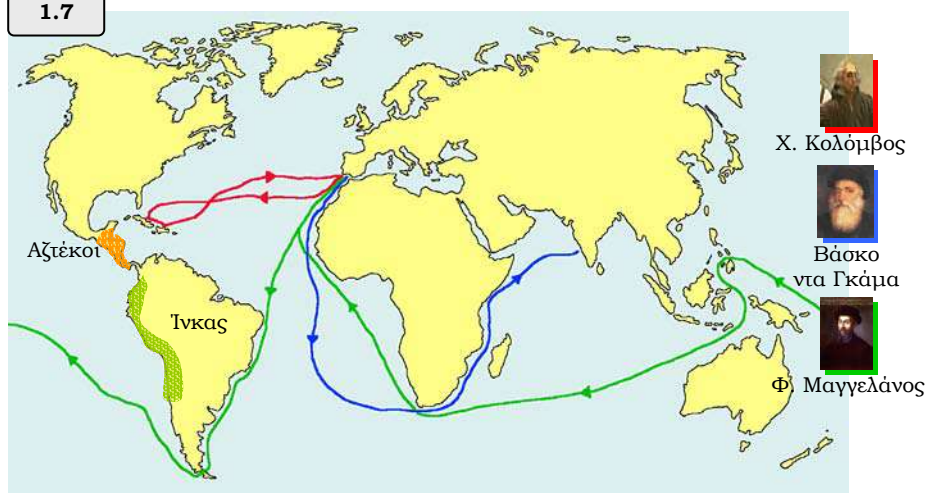 1.7
Χ. Κολόμβος
Αζτέκοι
Βάσκο
ντα Γκάμα
Ίνκας
Φ. Μαγγελάνος